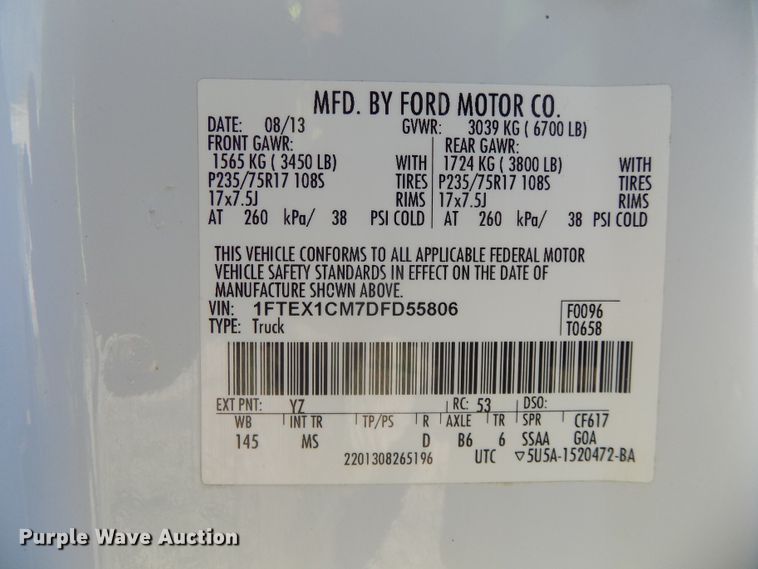 MFD. BY FORD MOTOR CO.
DATE: 08/13 GVWR: 3039 KG ( 6700 LB)
FRONT GAWR: REAR GAWR:
1565 KG ( 3450 LB) WITH 1724 KG ( 3800 LB) WITH
P235/75R17 108S TIRES P235/75R17 108S TIRES
17x7.5J RIMS 17x7.5J RIMS
AT 260 kPa/ 38 PSI COLD AT 260 kPa/ 38 PSI COLD
THIS VEHICLE CONFORMS TO ALL APPLICABLE FEDERAL MOTOR
VEHICLE SAFETY STANDARDS IN EFFECT ON THE DATE OF
MANUFACTURE SHOWN ABOVE.
VIN: 1FTEX1CM7DFD55806 F0096
TYPE: Truck T0658
EXT PNT: YZ RC: 53 DSO:
WB INT TR TP/PS R AXLE TR SPR CF617
145 MS D B6 6 SSAA GOA
2201308265196 UTC ▽5U5A-1520472-BA
Purple Wave Auction